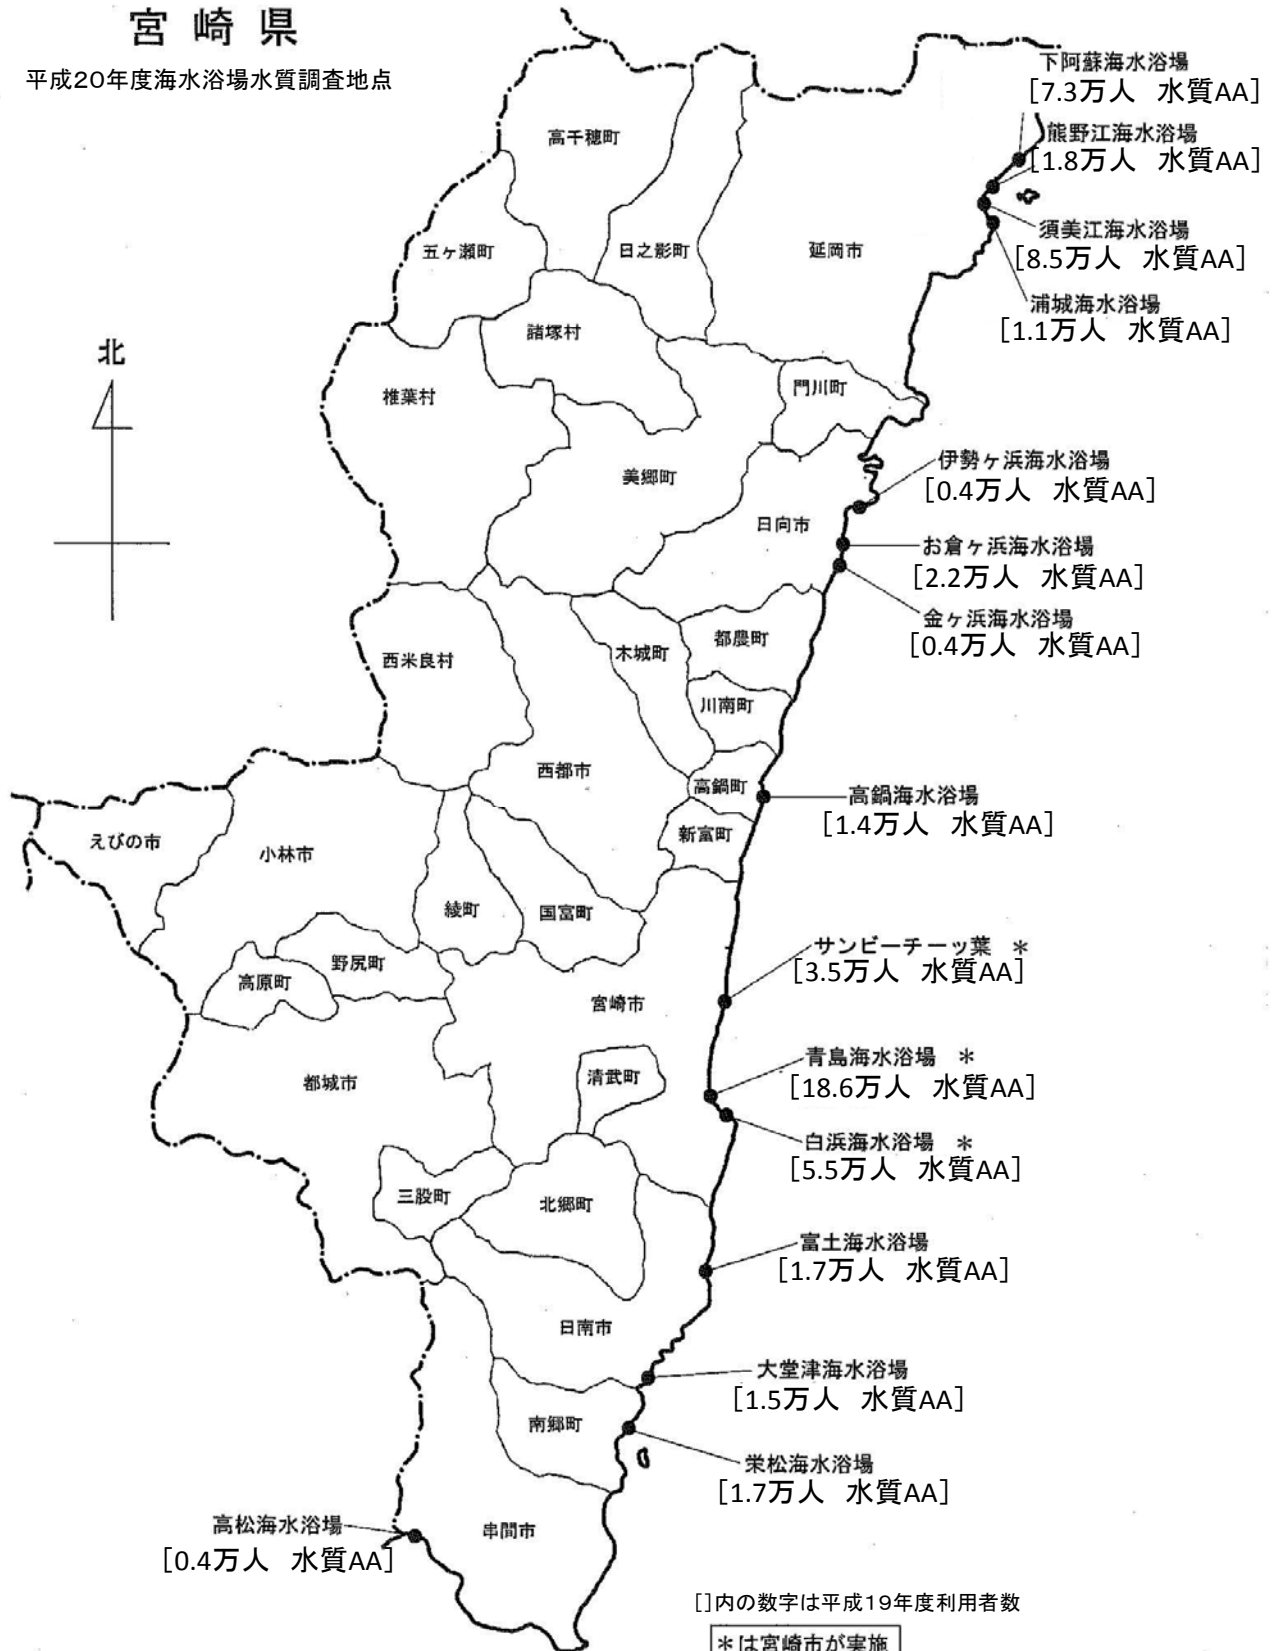 宮崎県
平成20年度海水浴場水質調査地点
下阿蘇海水浴場
[7.3万人 水質AA]
熊野江海水浴場
[1.8万人 水質AA]
須美江海水浴場
[8.5万人 水質AA]
浦城海水浴場
[1.1万人 水質AA]
高千穂町
五ヶ瀬町
日之影町
延岡市
諸塚村
北
椎葉村
門川町
美郷町
伊勢ヶ浜海水浴場
[0.4万人 水質AA]
日向市
お倉ヶ浜海水浴場
[2.2万人 水質AA]
金ヶ浜海水浴場
[0.4万人 水質AA]
西米良村
木城町
都農町
川南町
西都市
高鍋町
高鍋海水浴場
[1.4万人 水質AA]
新富町
えびの市
小林市
綾町
国富町
サンビーチ一ッ葉 *
[3.5万人 水質AA]
野尻町
高原町
宮崎市
青島海水浴場 *
[18.6万人 水質AA]
清武町
都城市
白浜海水浴場 *
[5.5万人 水質AA]
三股町
北郷町
富土海水浴場
[1.7万人 水質AA]
日南市
大堂津海水浴場
[1.5万人 水質AA]
南郷町
栄松海水浴場
[1.7万人 水質AA]
高松海水浴場
[0.4万人 水質AA]
串間市
[]内の数字は平成19年度利用者数
*は宮崎市が実施